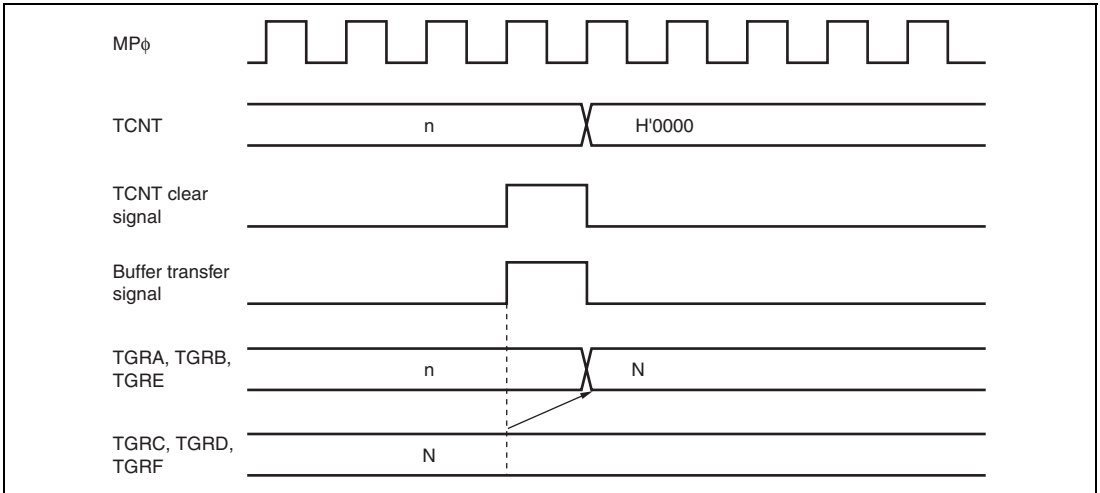 MPϕ
TCNT
n
H'0000
TCNT clear
signal
Buffer transfer
signal
TGRA, TGRB,
TGRE
n
N
TGRC, TGRD,
TGRF
N